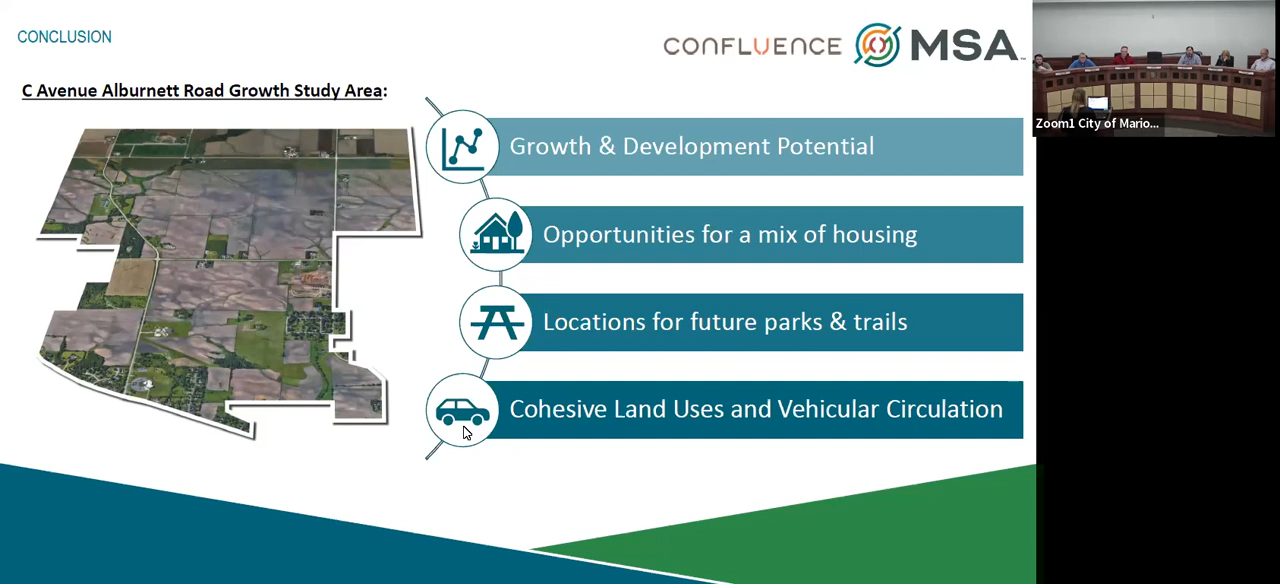 CONCLUSION
CONFLUENCE
MSA
C Avenue Alburnett Road Growth Study Area:
Growth & Development Potential
Opportunities for a mix of housing
Locations for future parks & trails
Cohesive Land Uses and Vehicular Circulation
Zoom1 City of Mario...